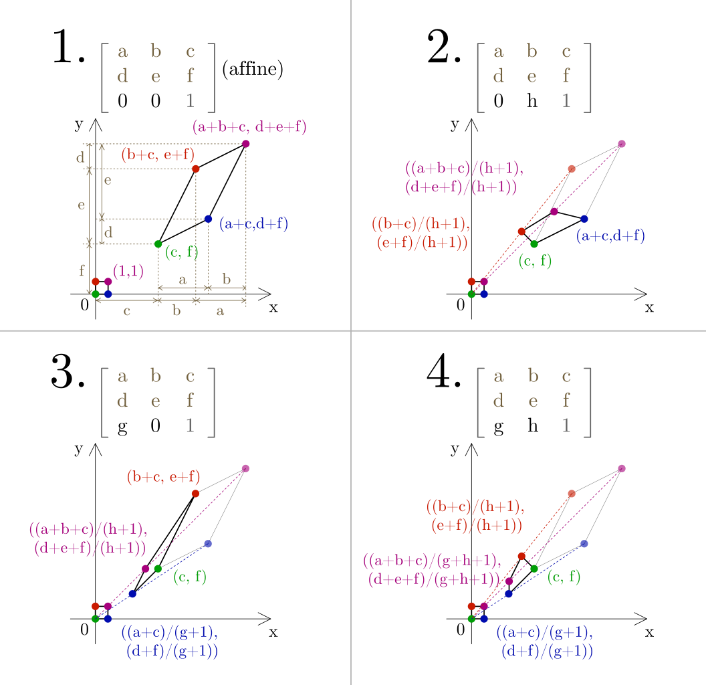 1.
a b c
d e f
0 0 1
(affine)
y
(a+b+c, d+e+f)
(b+c, e+f)
d
e
e
d
(a+c,d+f)
(c, f)
f
(1,1)
a b
0
c b a
x
2.
a b c
d e f
0 h 1
y
((a+b+c)/(h+1),
(d+e+f)/(h+1))
((b+c)/(h+1),
(e+f)/(h+1))
(a+c,d+f)
(c, f)
0
x
3.
a b c
d e f
g 0 1
y
(b+c, e+f)
((a+b+c)/(h+1),
(d+e+f)/(h+1))
(c, f)
0
x
((a+c)/(g+1),
(d+f)/(g+1))
4.
a b c
d e f
g h 1
y
((b+c)/(h+1),
(e+f)/(h+1))
((a+b+c)/(g+h+1),
(d+e+f)/(g+h+1))
(c, f)
0
x
((a+c)/(g+1),
(d+f)/(g+1))